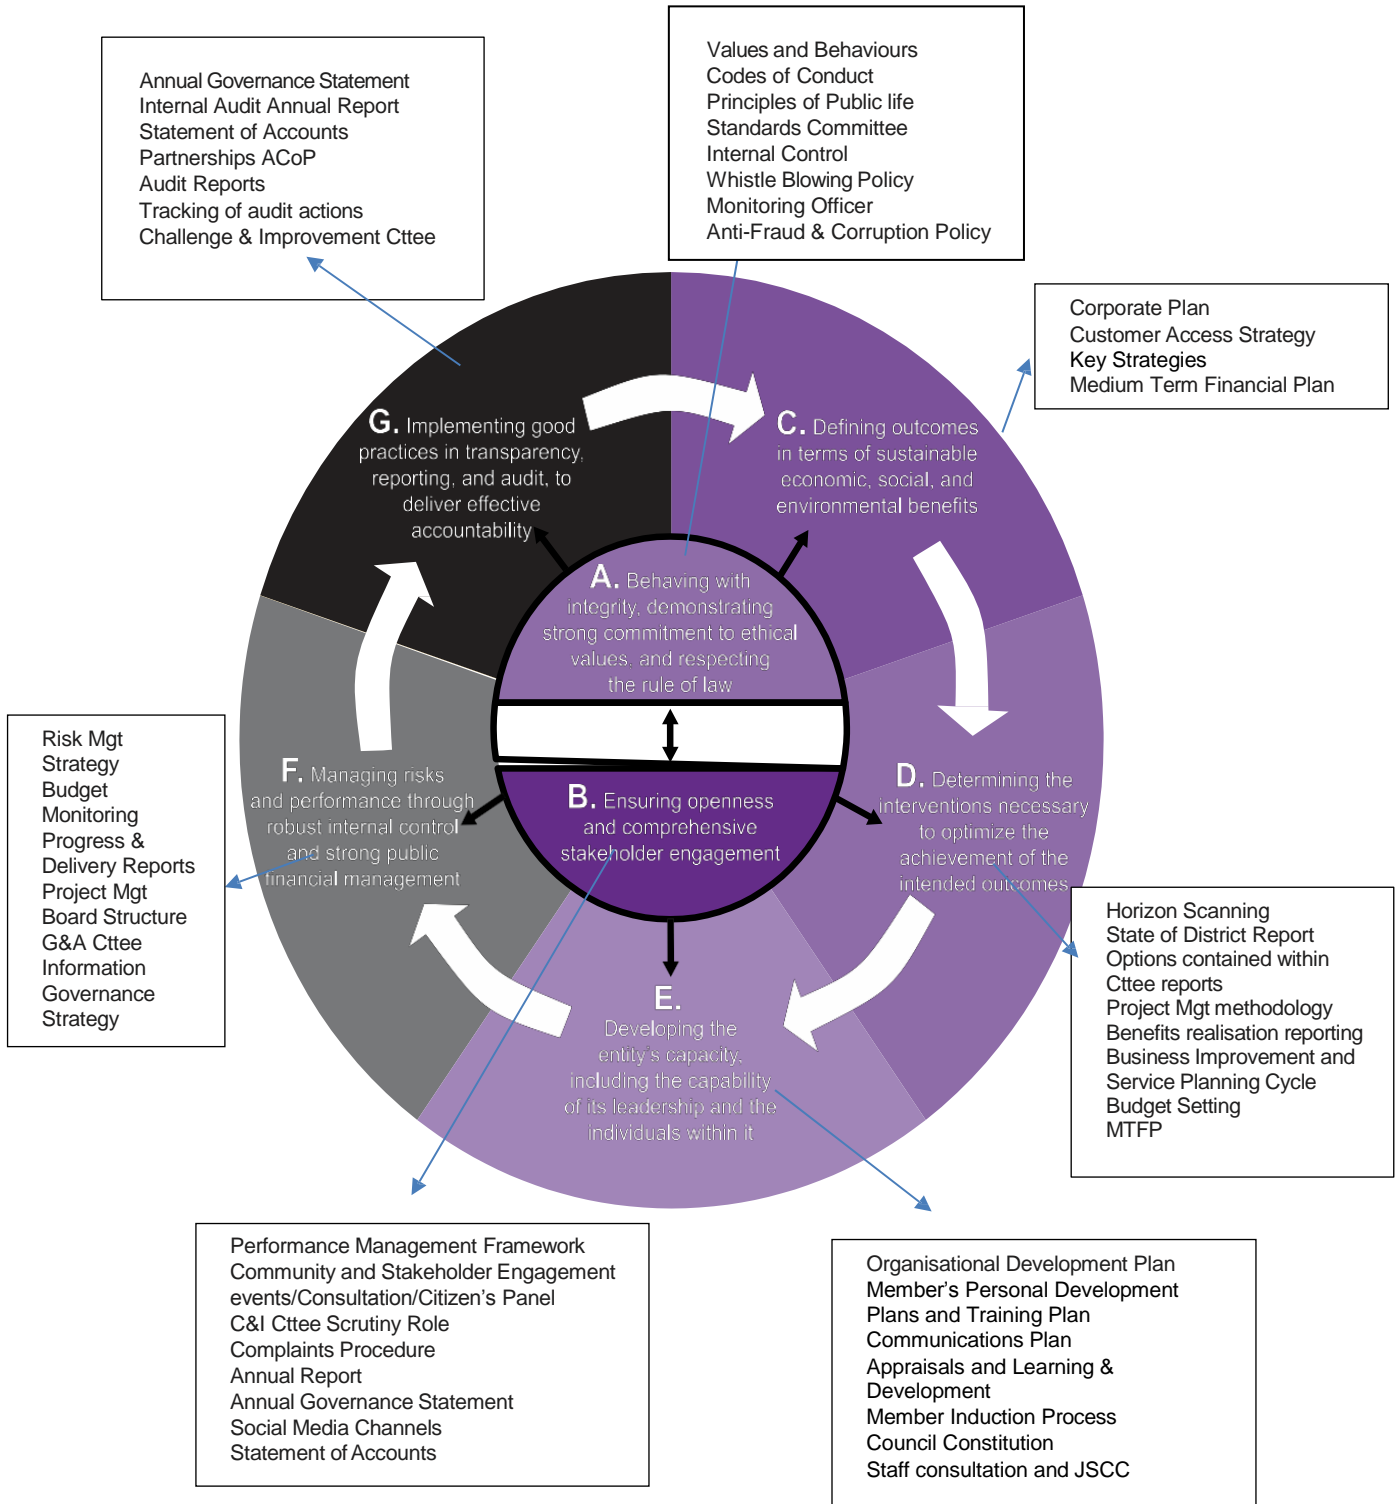 Values and Behaviours
Codes of Conduct
Principles of Public life
Standards Committee
Internal Control
Whistle Blowing Policy
Monitoring Officer
Anti-Fraud & Corruption Policy
Annual Governance Statement
Internal Audit Annual Report
Statement of Accounts
Partnerships ACoP
Audit Reports
Tracking of audit actions
Challenge & Improvement Cttee
Corporate Plan
Customer Access Strategy
Key Strategies
Medium Term Financial Plan
G. Implementing good
practices in transparency,
reporting, and audit, to
deliver effective
accountability
C. Defining outcomes
in terms of sustainable
economic, social, and
environmental benefits
A. Behaving with
integrity, demonstrating
strong commitment to ethical
values, and respecting
the rule of law
Risk Mgt
Strategy
Budget
Monitoring
Progress &
Delivery Reports
Project Mgt
Board Structure
G&A Cttee
Information
Governance
Strategy
F. Managing risks
and performance through
robust internal control
and strong public
financial management
B. Ensuring openness
and comprehensive
stakeholder engagement
D. Determining the
interventions necessary
to optimize the
achievement of the
intended outcomes
Horizon Scanning
State of District Report
Options contained within
Cttee reports
Project Mgt methodology
Benefits realisation reporting
Business Improvement and
Service Planning Cycle
Budget Setting
MTFP
E.
Developing the
entity's capacity,
including the capability
of its leadership and the
individuals within it
Performance Management Framework
Community and Stakeholder Engagement
events/Consultation/Citizen's Panel
C&I Cttee Scrutiny Role
Complaints Procedure
Annual Report
Annual Governance Statement
Social Media Channels
Statement of Accounts
Organisational Development Plan
Member's Personal Development
Plans and Training Plan
Communications Plan
Appraisals and Learning &
Development
Member Induction Process
Council Constitution
Staff consultation and JSCC